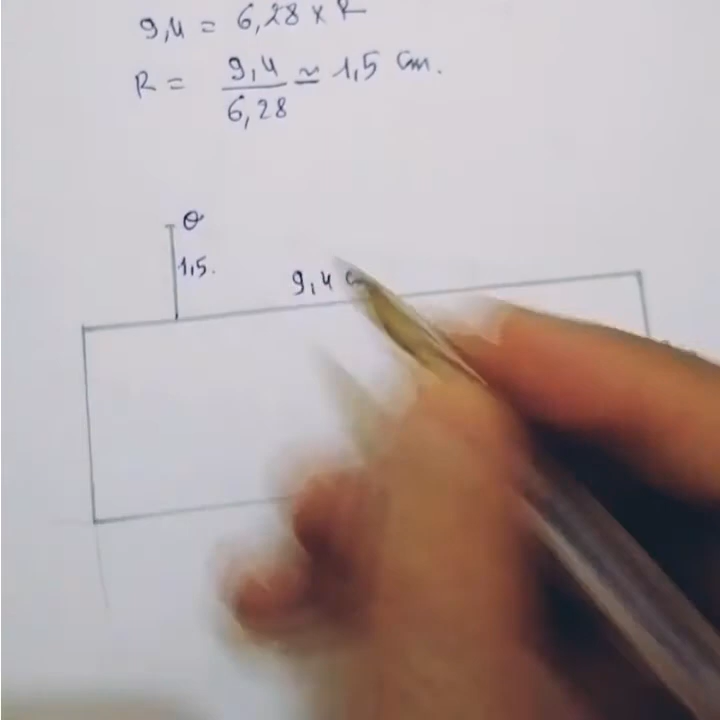 9,4 = 6,28 x R
R = 9,4 / 6,28 ≃ 1,5 cm.
O
1,5.
9,4 c